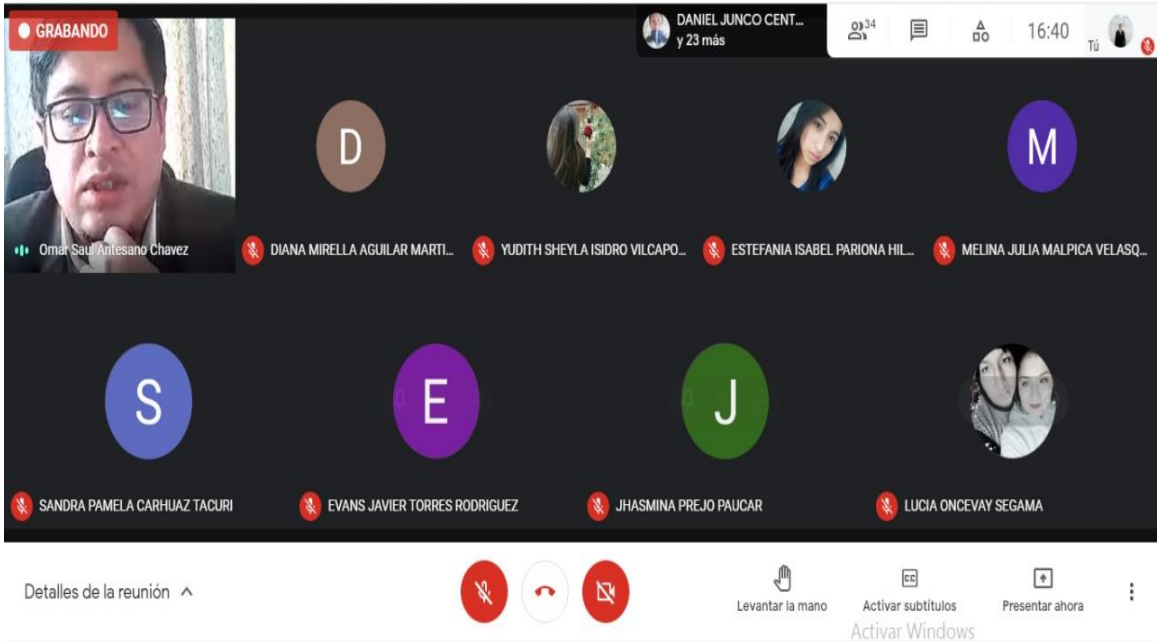 GRABANDO
DANIEL JUNCO CENT...
y 23 más
34
16:40
Tú
D
M
Omar Saul Antesano Chavez
DIANA MIRELLA AGUILAR MARTI...
YUDITH SHEYLA ISIDRO VILCAPO...
ESTEFANIA ISABEL PARIONA HIL...
MELINA JULIA MALPICA VELASQ...
S
E
J
SANDRA PAMELA CARHUAZ TACURI
EVANS JAVIER TORRES RODRIGUEZ
JHASMINA PREJO PAUCAR
LUCIA ONCEVAY SEGAMA
Detalles de la reunión
Levantar la mano
CC
Activar subtítulos
Presentar ahora
Activar Windows